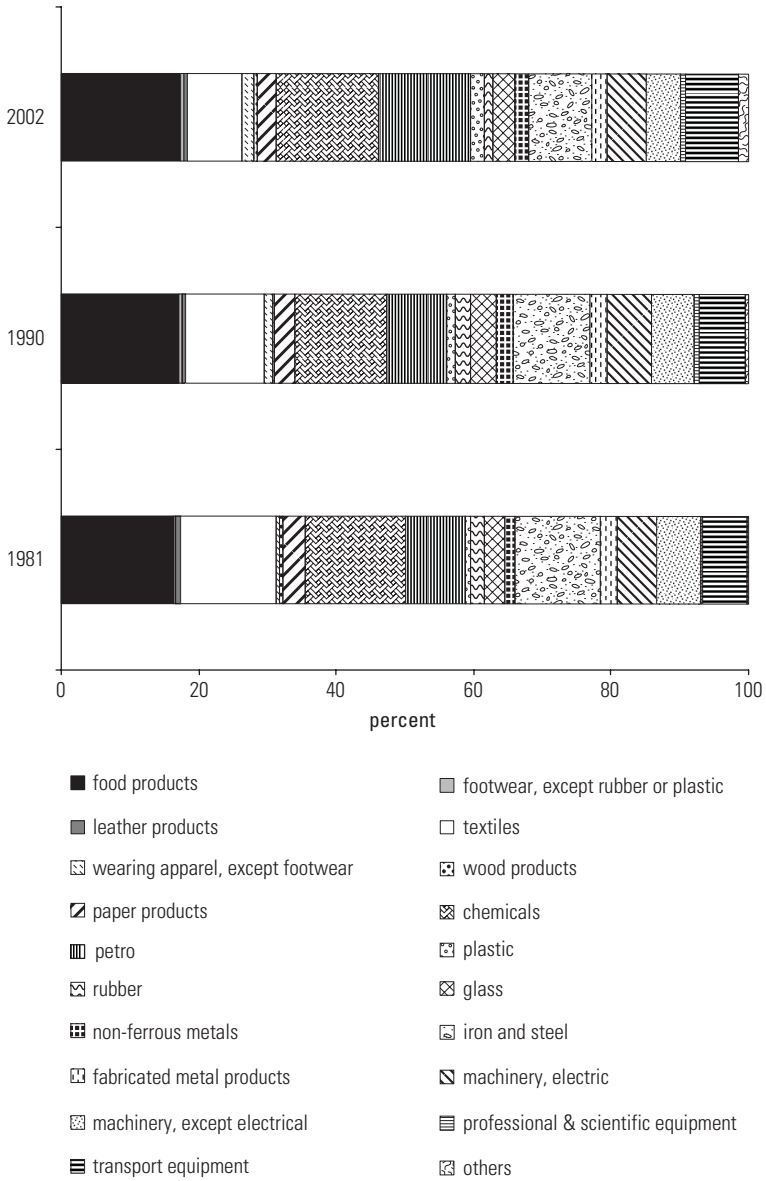 2002
1990
1981
0 20 40 60 80 100
percent
food products
footwear, except rubber or plastic
leather products
textiles
wearing apparel, except footwear
wood products
paper products
chemicals
petro
plastic
rubber
glass
non-ferrous metals
iron and steel
fabricated metal products
machinery, electric
machinery, except electrical
professional & scientific equipment
transport equipment
others